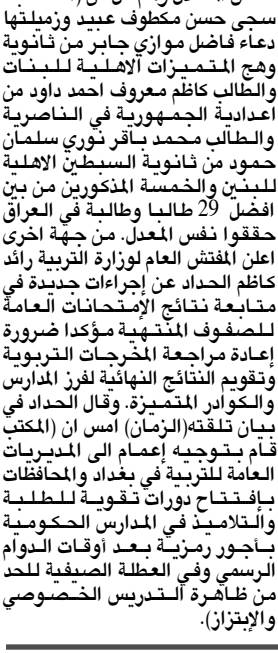 سجى حسن مكطوف عبيد وزميلتها
دعاء فاضل موازي جابر من ثانوية
وهج المتميزات الاهلية للبنات
والطالب كاظم معروف احمد داود من
اعدادية الجمهورية في الناصرية
والطالب محمد باقر نوري سلمان
حمود من ثانوية السبطين الاهلية
للبنين والخمسة المذكورين من بين
افضل 29 طالبا وطالبة في العراق
حققوا نفس المعدل. من جهة اخرى
اعلن المفتش العام لوزارة التربية رائد
كاظم الحداد عن إجراءات جديدة في
متابعة نتائج الإمتحانات العامة
للصفوف المنتهية مؤكدا ضرورة
إعادة مراجعة المخرجات التربوية
وتقويم النتائج النهائية لفرز المدارس
والكوادر المتميزة. وقال الحداد في
بيان تلقته(الزمان) امس ان (المكتب
قام بتوجيه إعمام الى المديريات
العامة للتربية في بغداد والمحافظات
بإفتتاح دورات تقوية للطلبة
والتلاميذ في المدارس الحكومية
بأجور رمزية بعد أوقات الدوام
الرسمي وفي العطلة الصيفية للحد
من ظاهرة التدريس الخصوصي
والإبتزاز).